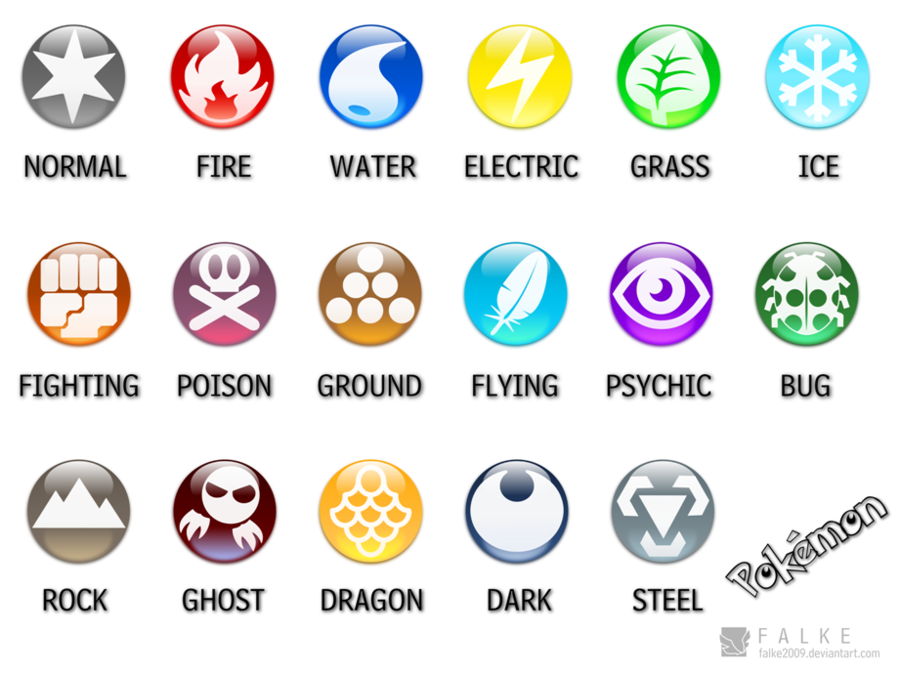 NORMAL FIRE WATER ELECTRIC GRASS ICE
FIGHTING POISON GROUND FLYING PSYCHIC BUG
ROCK GHOST DRAGON DARK STEEL
Pokémon
FALKE
falke2009.deviantart.com